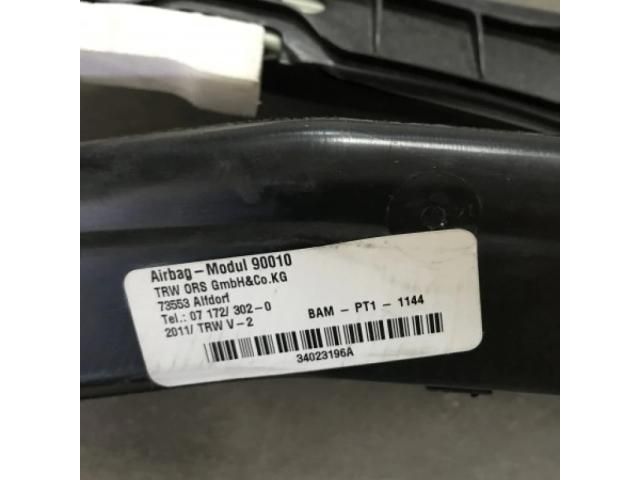 Airbag-Modul 90010
TRW ORS GmbH&Co.KG
73553 Alfdorf
Tel.: 07 172/ 302-0
2011/ TRW V-2
BAM - PT1 - 1144
34023196A